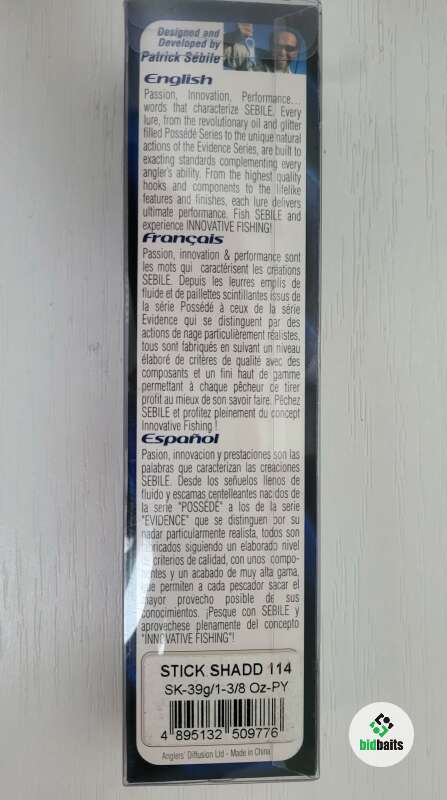 Designed and
Developed by
Patrick Sébile
English
Passion, Innovation, Performance...
words that characterize SEBILE. Every
lure, from the revolutionary oil and glitter
filled Possédé Series to the unique natural
actions of the Evidence Series, are built to
exacting standards complementing every
angler's ability. From the highest quality
hooks and components to the lifelike
features and finishes, each lure delivers
ultimate performance. Fish SEBILE and
experience INNOVATIVE FISHING!
Français
Passion, innovation & performance sont
les mots qui caractérisent les créations
SEBILE. Depuis les leurres emplis de
fluide et de paillettes scintillantes issus de
la série Possédé à ceux de la série
Evidence qui se distinguent par des
actions de nage particulièrement réalistes,
tous sont fabriqués en suivant un niveau
élaboré de critères de qualité avec des
composants et un fini haut de gamme
permettant à chaque pêcheur de tirer
profit au mieux de son savoir faire. Pêchez
SEBILE et profitez pleinement du concept
Innovative Fishing !
Español
Pasion, innovacion y prestaciones son las
palabras que caracterizan las creaciones
SEBILE. Desde los señuelos llenos de
fluido y escamas centelleantes nacidos de
la serie "POSSÉDÉ" a los de la serie
"EVIDENCE" que se distinguen por su
nadar particularmente realista, todos son
fabricados siguiendo un elaborado nivel
de criterios de calidad, con unos compo-
nentes y un acabado de muy alta gama,
que permiten a cada pescador sacar el
mayor provecho posible de sus
conocimientos. ¡Pesque con SEBILE y
aprovechese plenamente del concepto
"INNOVATIVE FISHING"!
STICK SHADD 114
SK-39g/1-3/8 Oz-PY
4 895132 509776
Anglers' Diffusion Ltd - Made in China
bidbaits